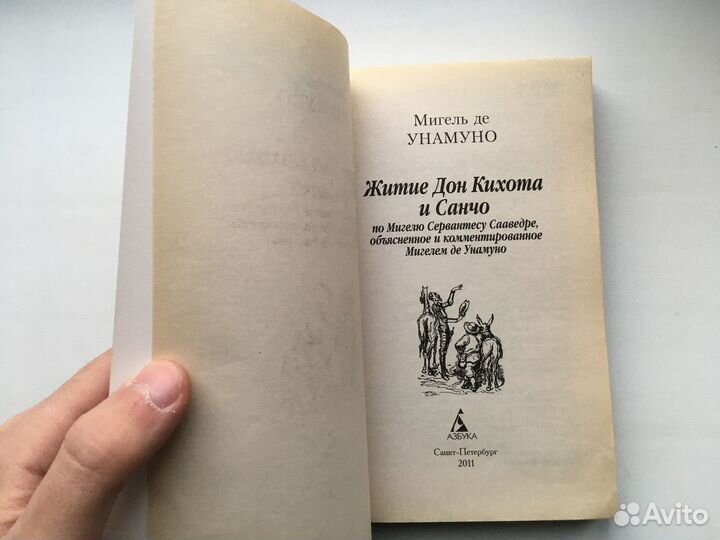 Мигель де
УНАМУНО
Житие Дон Кихота
и Санчо
по Мигелю Сервантесу Сааведре,
объясненное и комментированное
Мигелем де Унамуно
АЗБУКА
Санкт-Петербург
2011
Avito